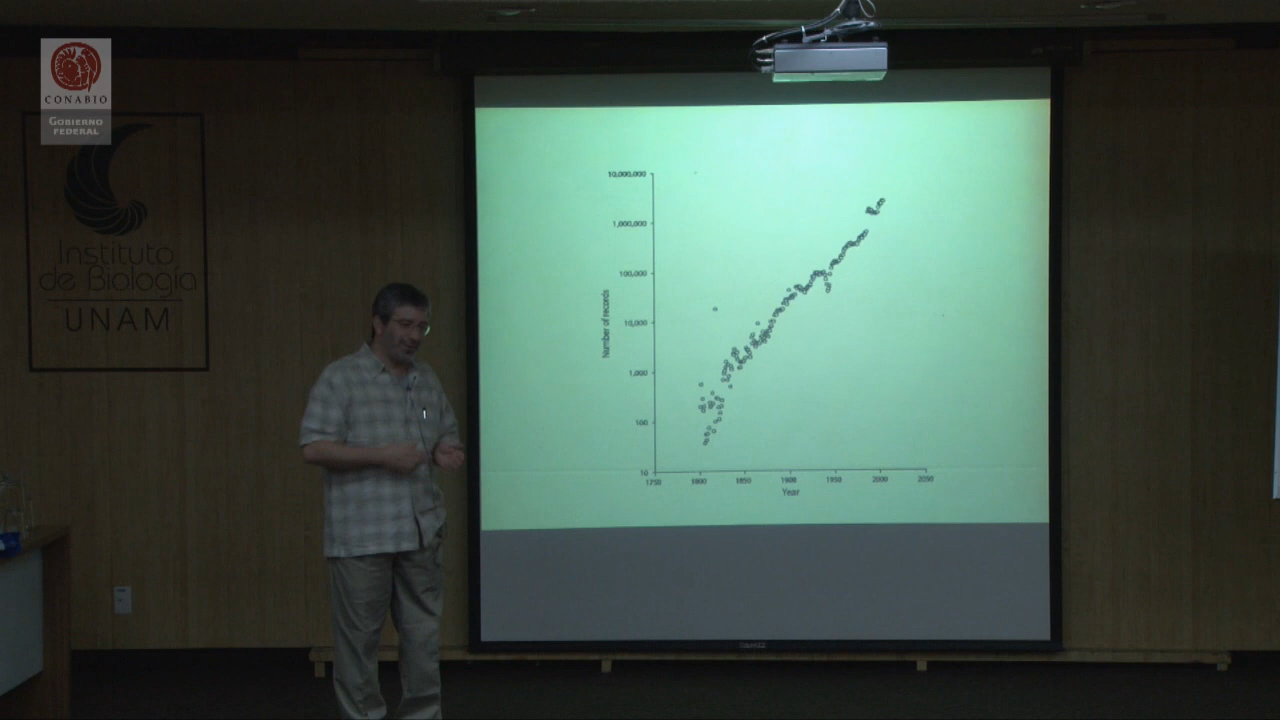 CONABIO
GOBIERNO
FEDERAL
Instituto
de Biología
UNAM
10,000,000
1,000,000
100,000
10,000
1,000
100
10
Number of records
1750
1800
1850
1900
1950
2000
2050
Year